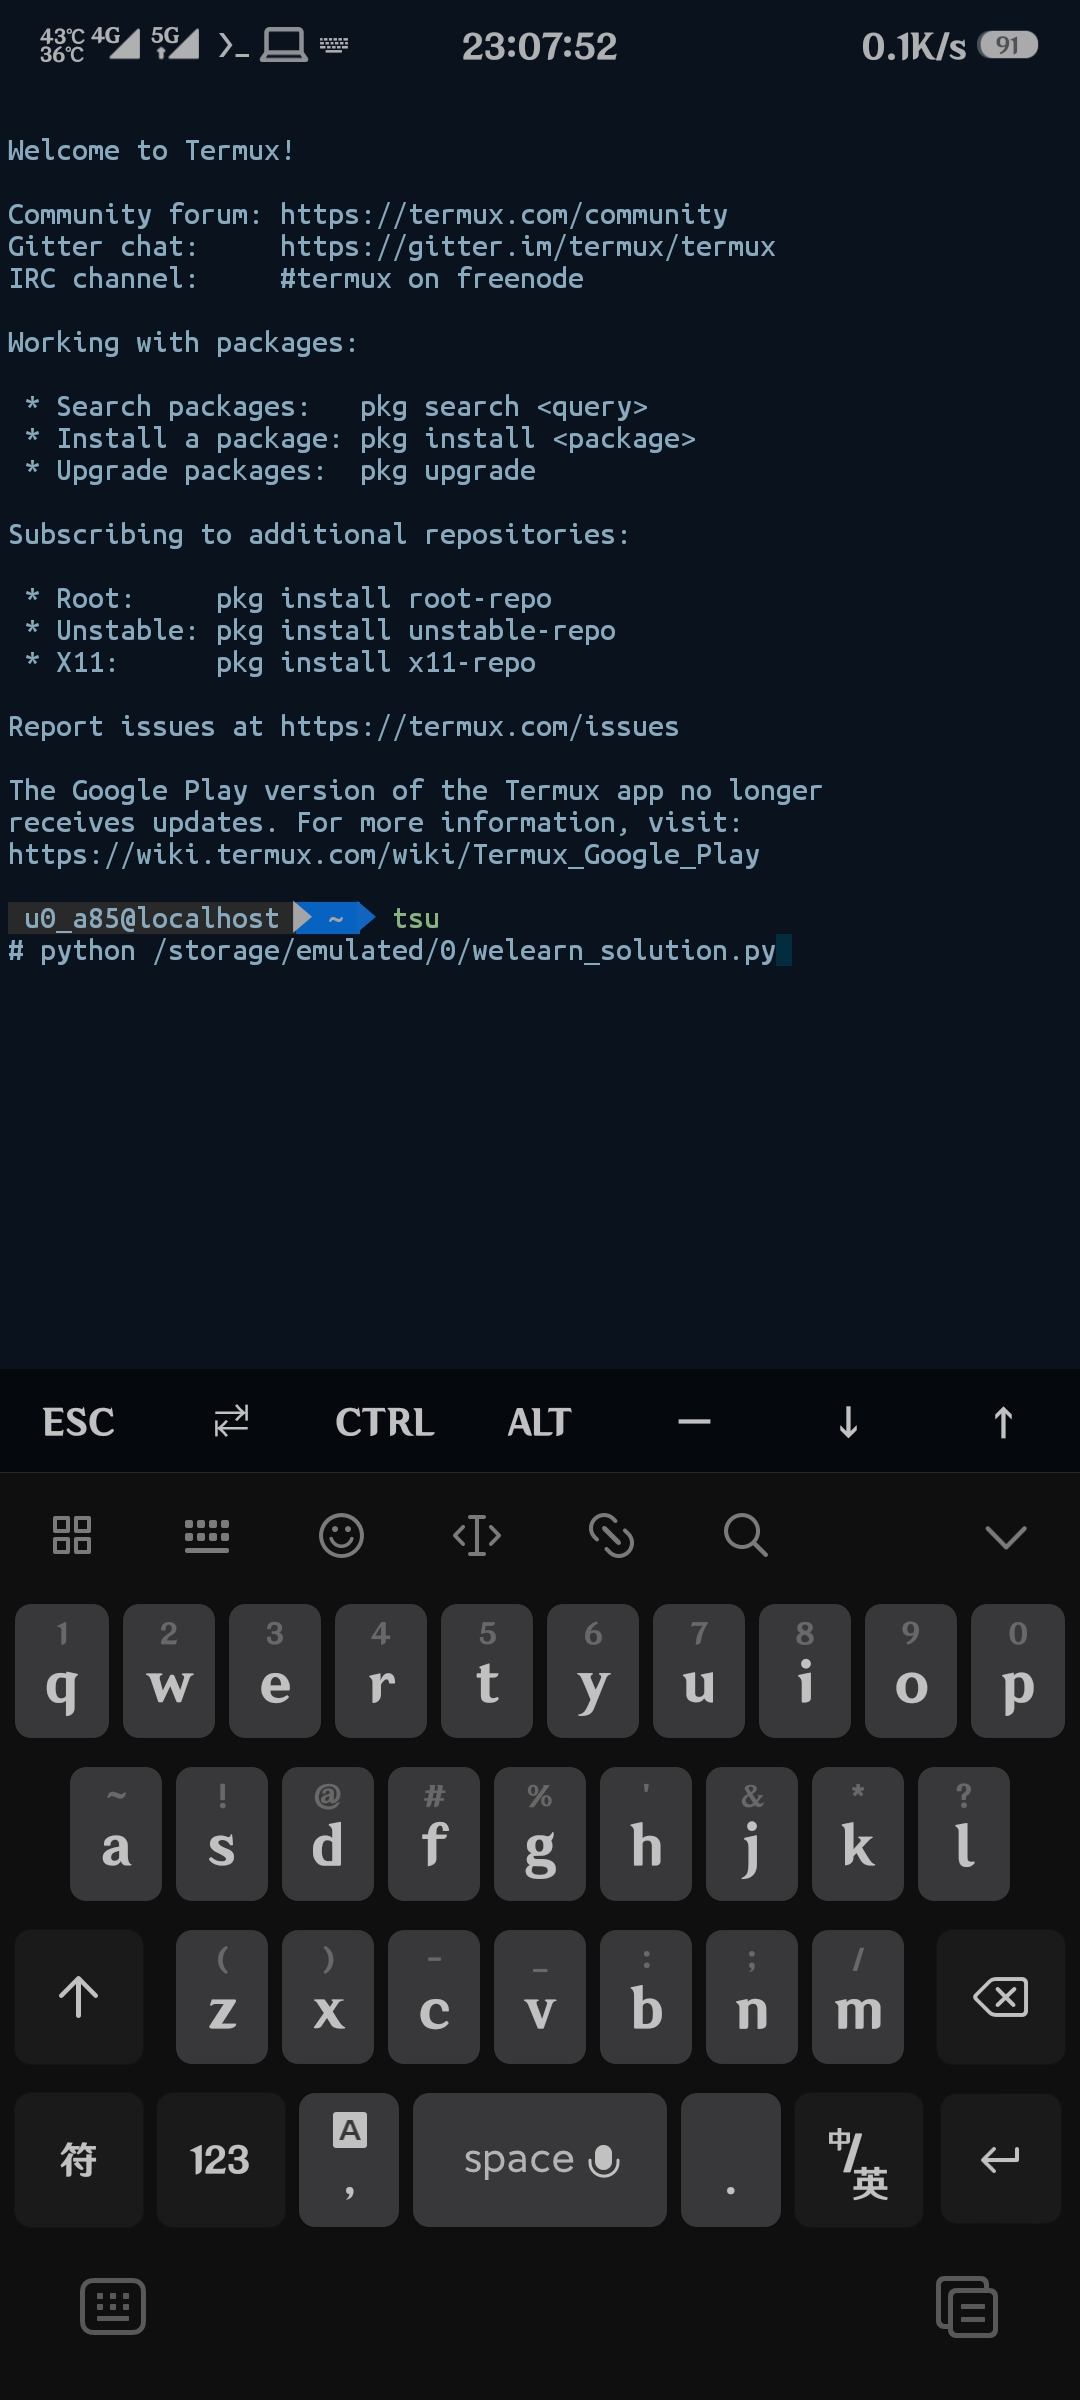 43℃ 4G 5G 23:07:52 0.1K/s 91
36℃
Welcome to Termux!
Community forum: https://termux.com/community
Gitter chat:     https://gitter.im/termux/termux
IRC channel:     #termux on freenode
Working with packages:
 * Search packages:   pkg search <query>
 * Install a package: pkg install <package>
 * Upgrade packages:  pkg upgrade
Subscribing to additional repositories:
 * Root:     pkg install root-repo
 * Unstable: pkg install unstable-repo
 * X11:      pkg install x11-repo
Report issues at https://termux.com/issues
The Google Play version of the Termux app no longer
receives updates. For more information, visit:
https://wiki.termux.com/wiki/Termux_Google_Play
u0_a85@localhost ~ tsu
# python /storage/emulated/0/welearn_solution.py
ESC ⇄ CTRL ALT — ↓ ↑
1 2 3 4 5 6 7 8 9 0
q w e r t y u i o p
~ ! @ # % ' & * ?
a s d f g h j k l
( ) - _ : ; /
z x c v b n m
符 123 A , space . 中/英